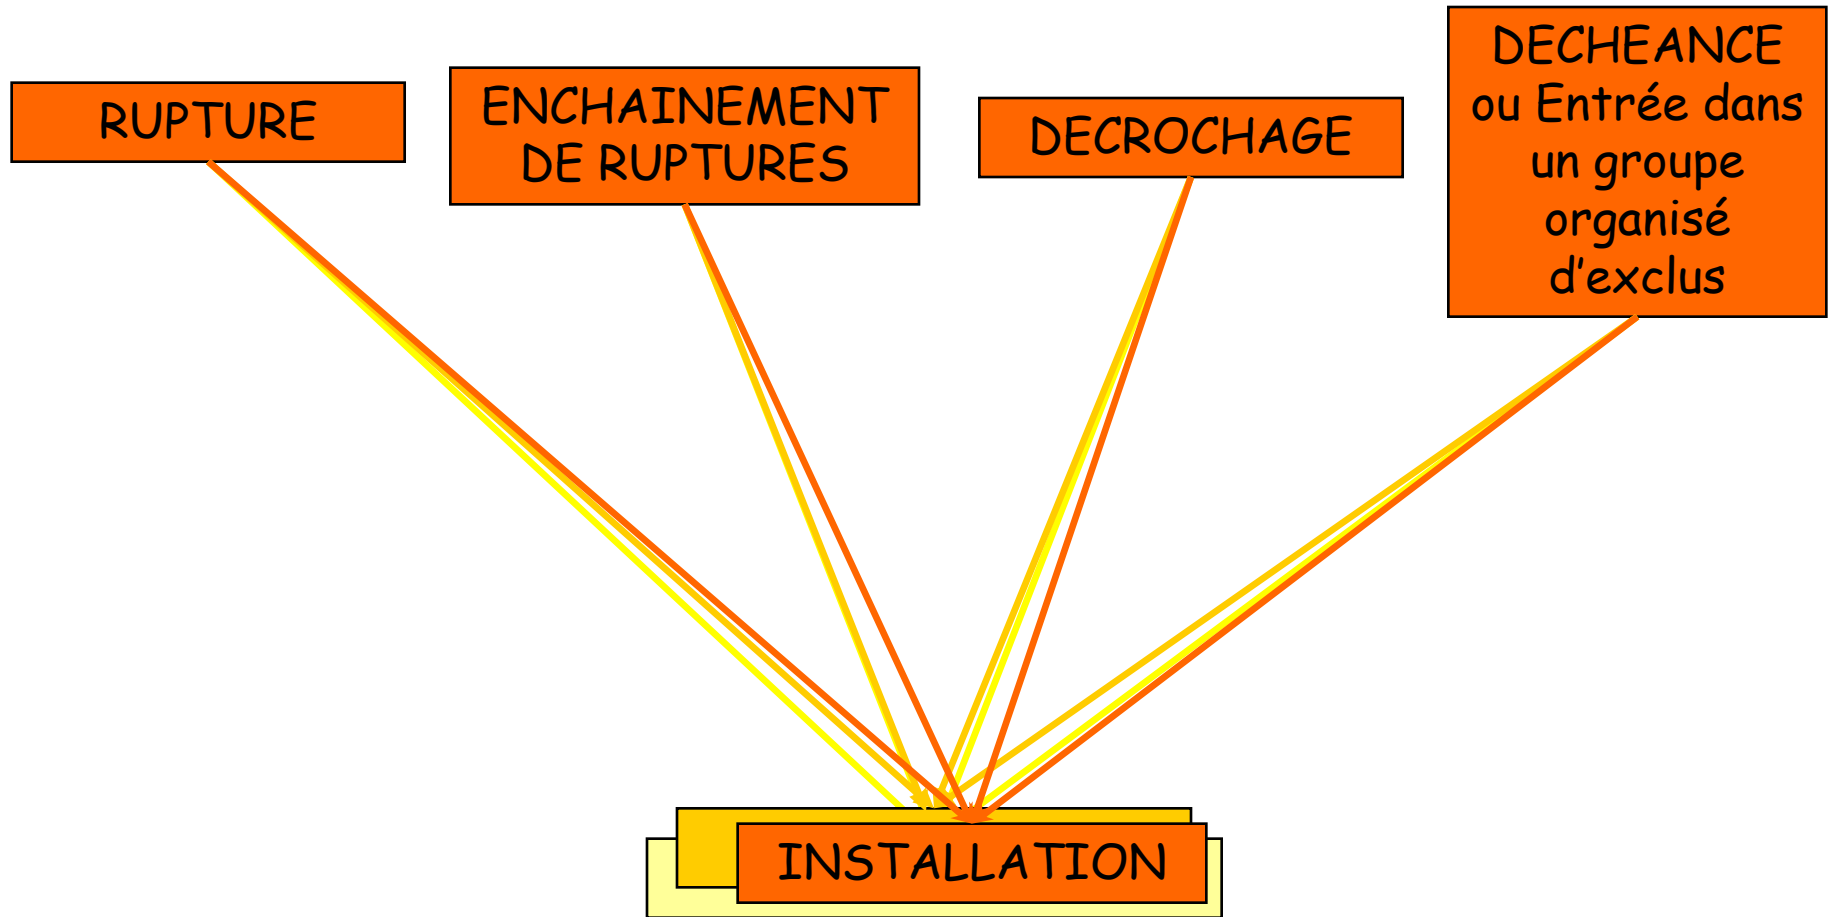 RUPTURE
ENCHAINEMENT
DE RUPTURES
DECROCHAGE
DECHEANCE
ou Entrée dans
un groupe
organisé
d'exclus
INSTALLATION